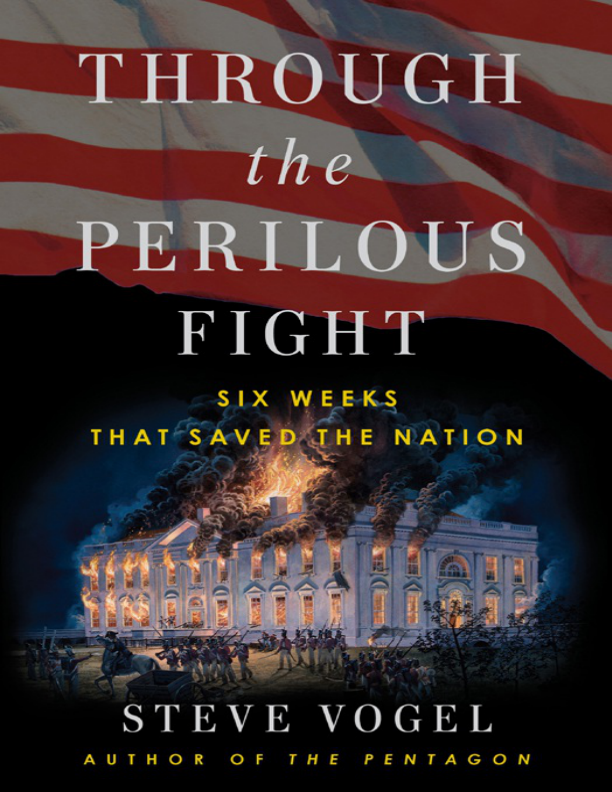 THROUGH
the
PERILOUS
FIGHT
SIX WEEKS
THAT SAVED THE NATION
STEVE VOGEL
AUTHOR OF THE PENTAGON